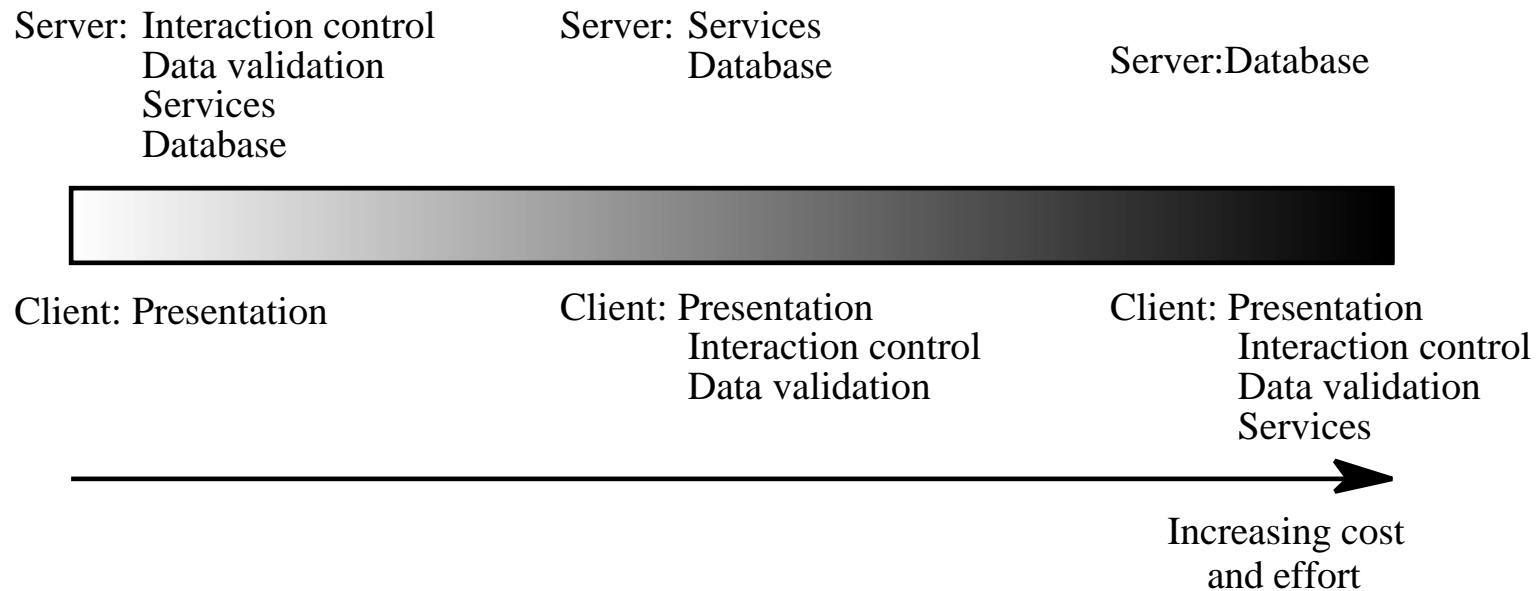 Server: Interaction control
Data validation
Services
Database
Server: Services
Database
Server:Database
Client: Presentation
Client: Presentation
Interaction control
Data validation
Client: Presentation
Interaction control
Data validation
Services
Increasing cost
and effort